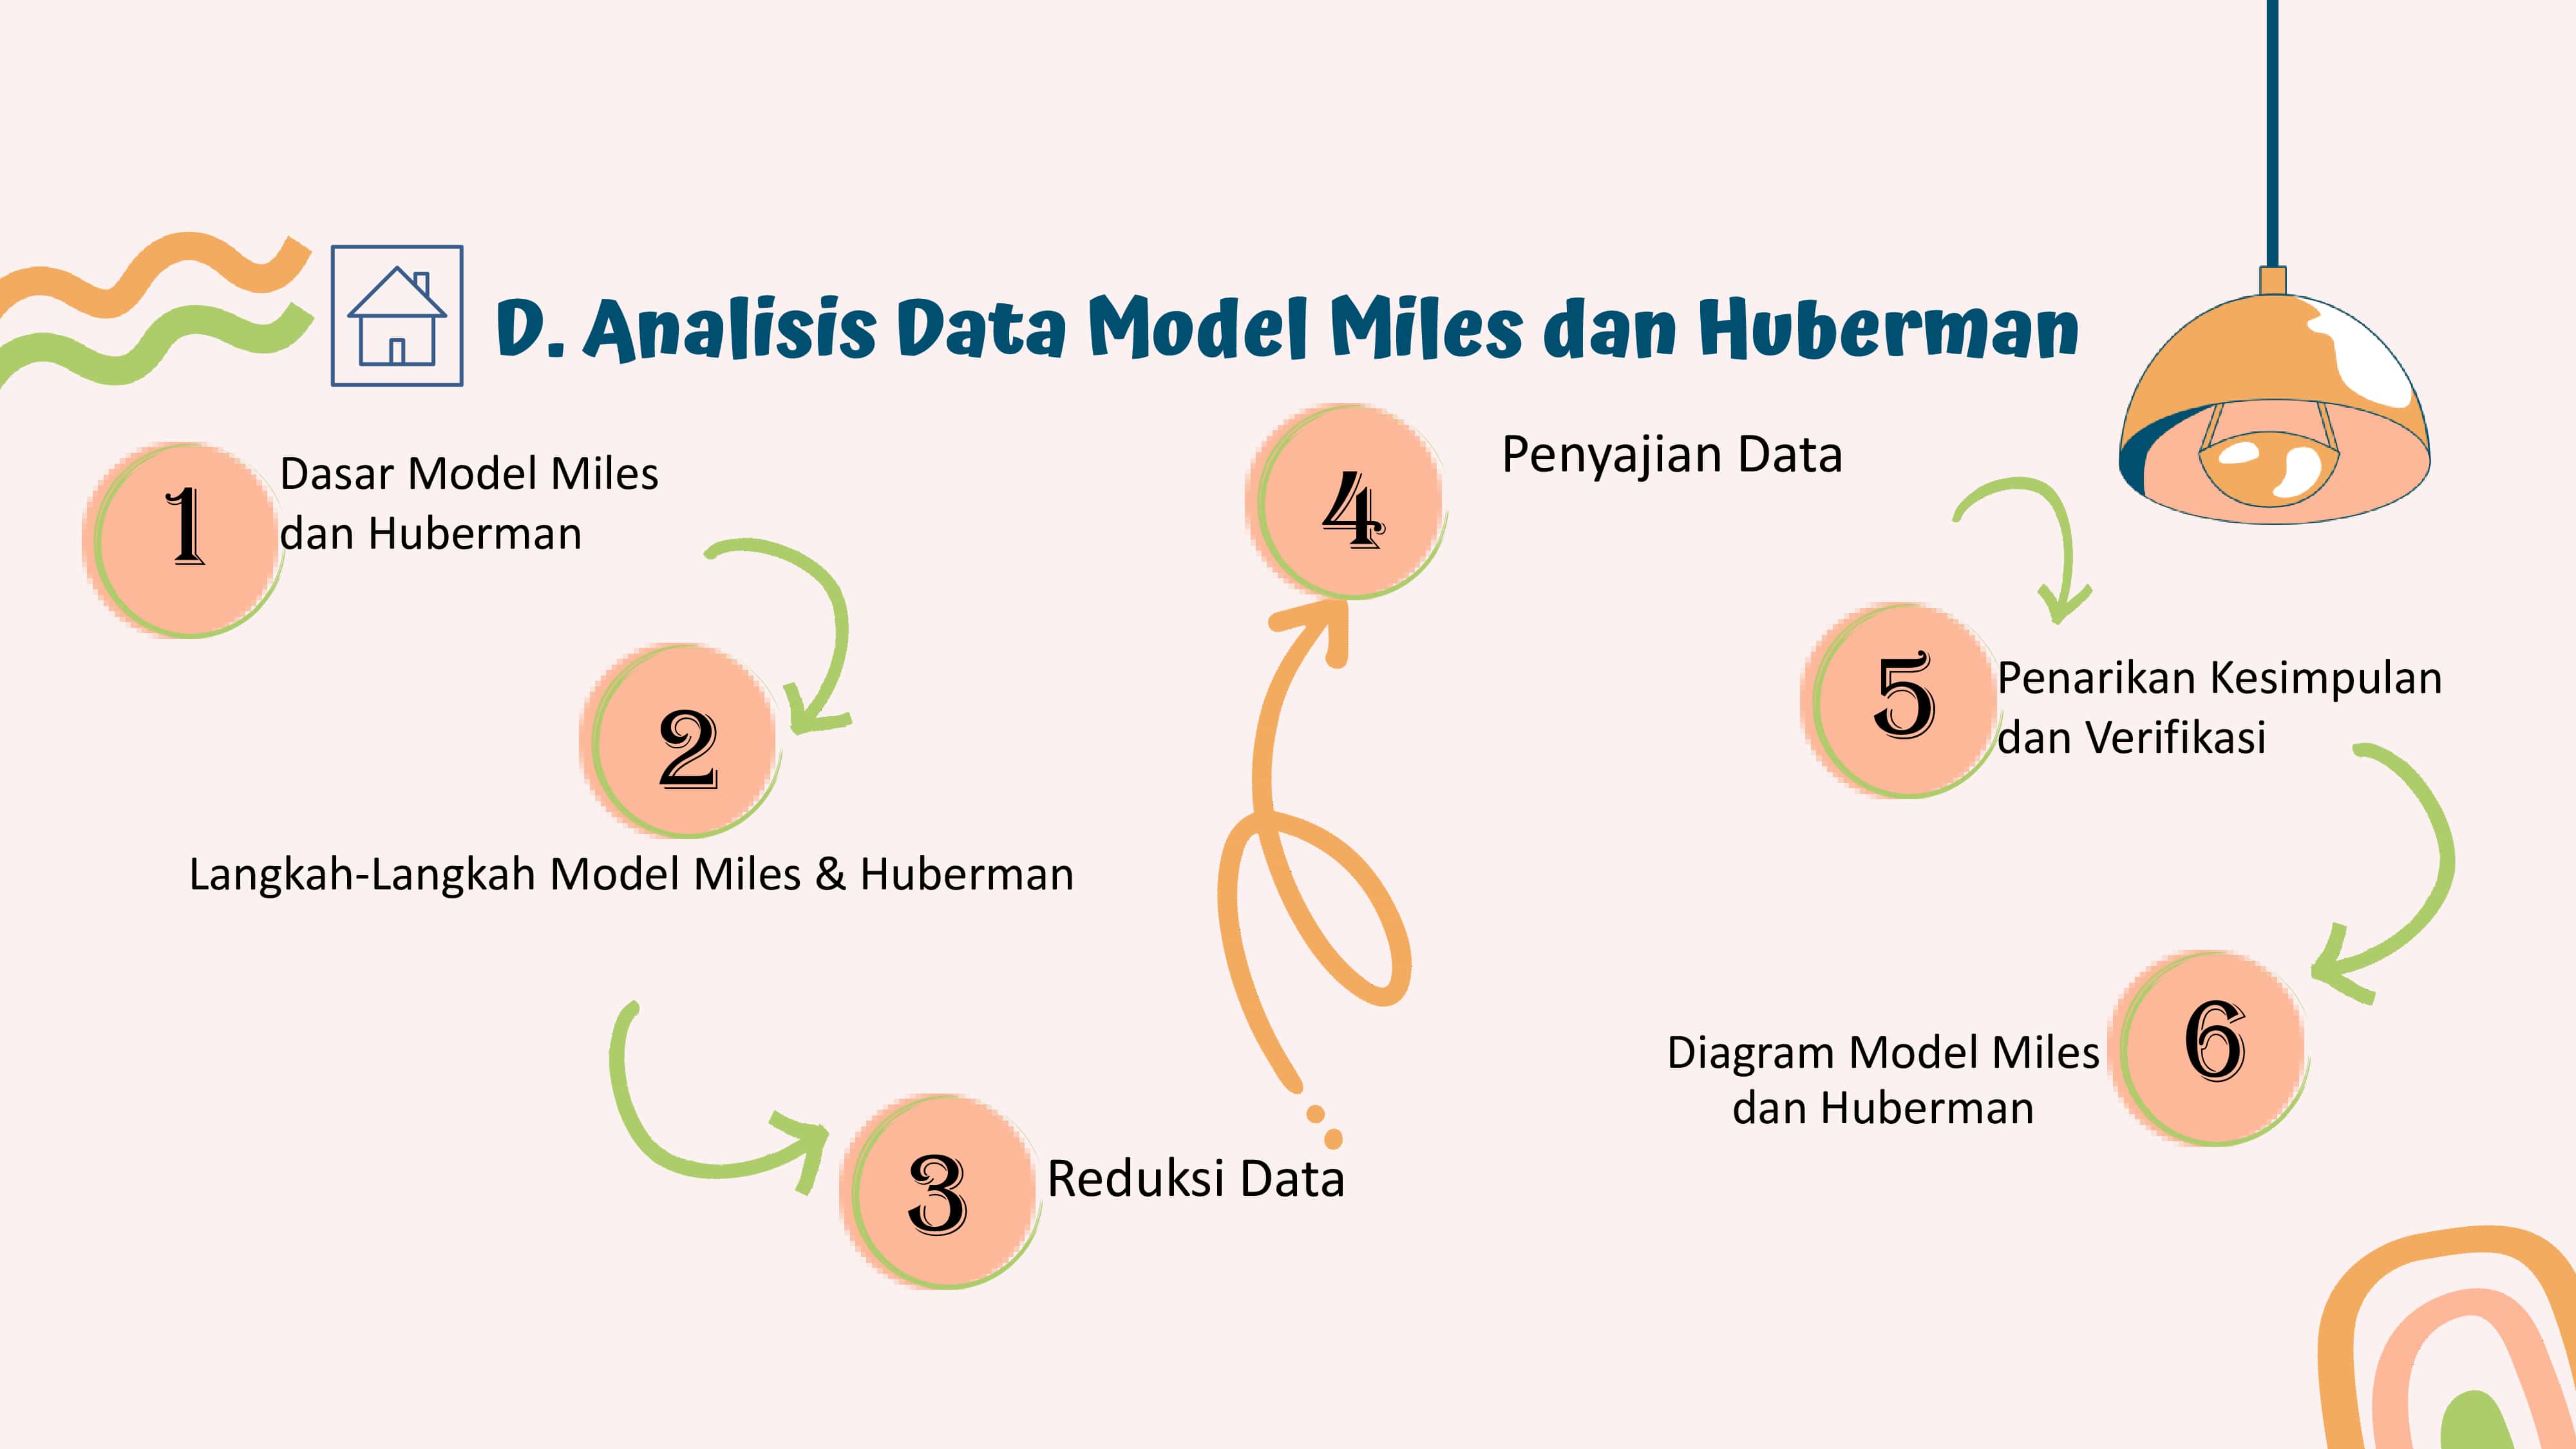 D. Analisis Data Model Miles dan Huberman
1
Dasar Model Miles
dan Huberman
2
Langkah-Langkah Model Miles & Huberman
3
Reduksi Data
4
Penyajian Data
5
Penarikan Kesimpulan
dan Verifikasi
6
Diagram Model Miles
dan Huberman